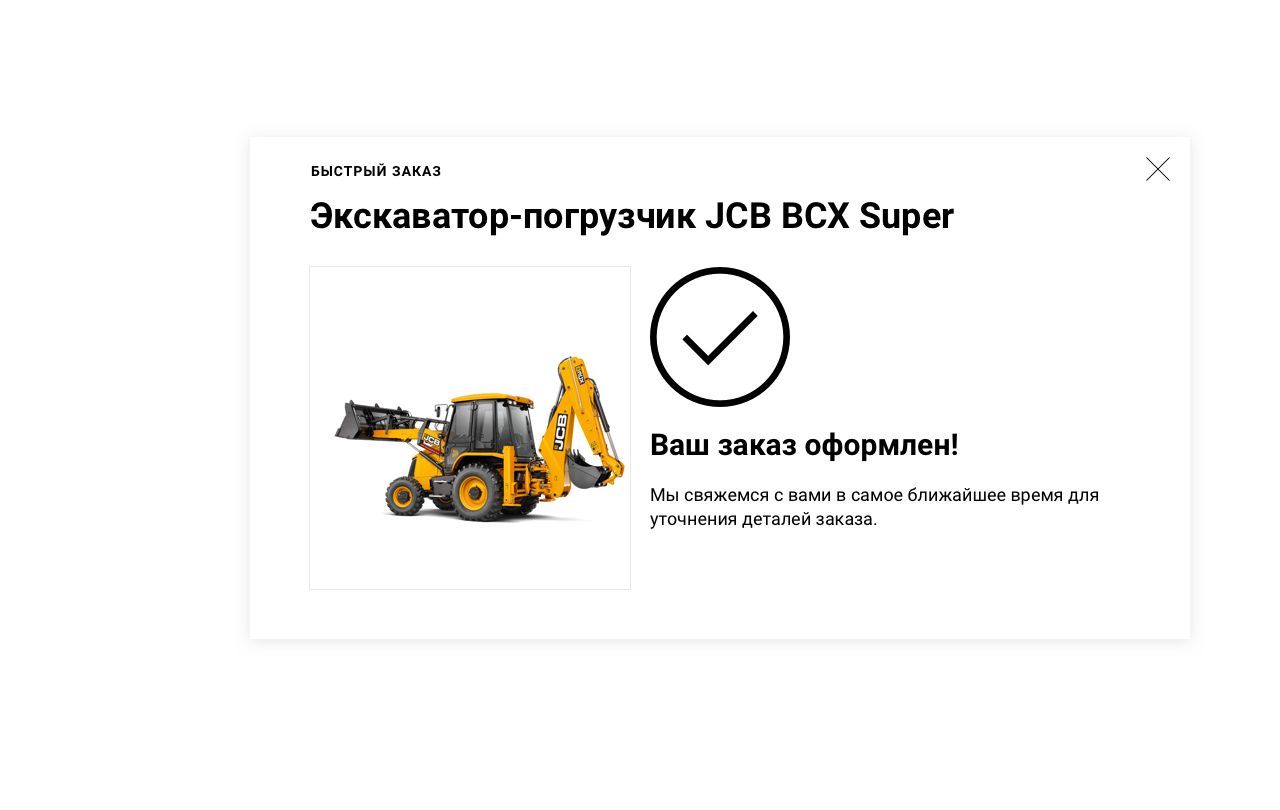 БЫСТРЫЙ ЗАКАЗ
Экскаватор-погрузчик JCB BCX Super
JCB
JCB
Ваш заказ оформлен!
Мы свяжемся с вами в самое ближайшее время для
уточнения деталей заказа.